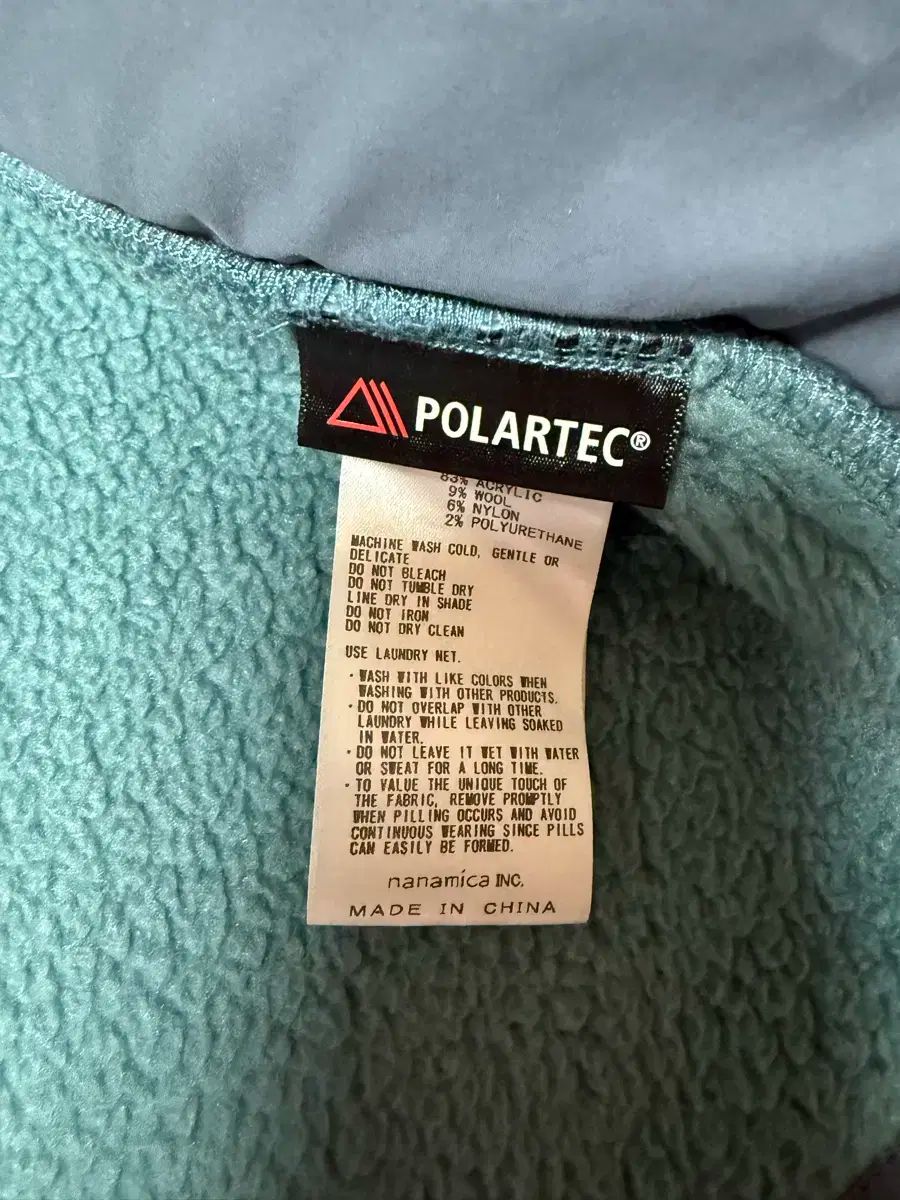 POLARTEC®
83% ACRYLIC
9% WOOL
6% NYLON
2% POLYURETHANE
MACHINE WASH COLD, GENTLE OR
DELICATE
DO NOT BLEACH
DO NOT TUMBLE DRY
LINE DRY IN SHADE
DO NOT IRON
DO NOT DRY CLEAN
USE LAUNDRY NET.
・WASH WITH LIKE COLORS WHEN
WASHING WITH OTHER PRODUCTS.
・DO NOT OVERLAP WITH OTHER
LAUNDRY WHILE LEAVING SOAKED
IN WATER.
・DO NOT LEAVE IT WET WITH WATER
OR SWEAT FOR A LONG TIME.
・TO VALUE THE UNIQUE TOUCH OF
THE FABRIC, REMOVE PROMPTLY
WHEN PILLING OCCURS AND AVOID
CONTINUOUS WEARING SINCE PILLS
CAN EASILY BE FORMED.
nanamíca INC.
MADE IN CHINA